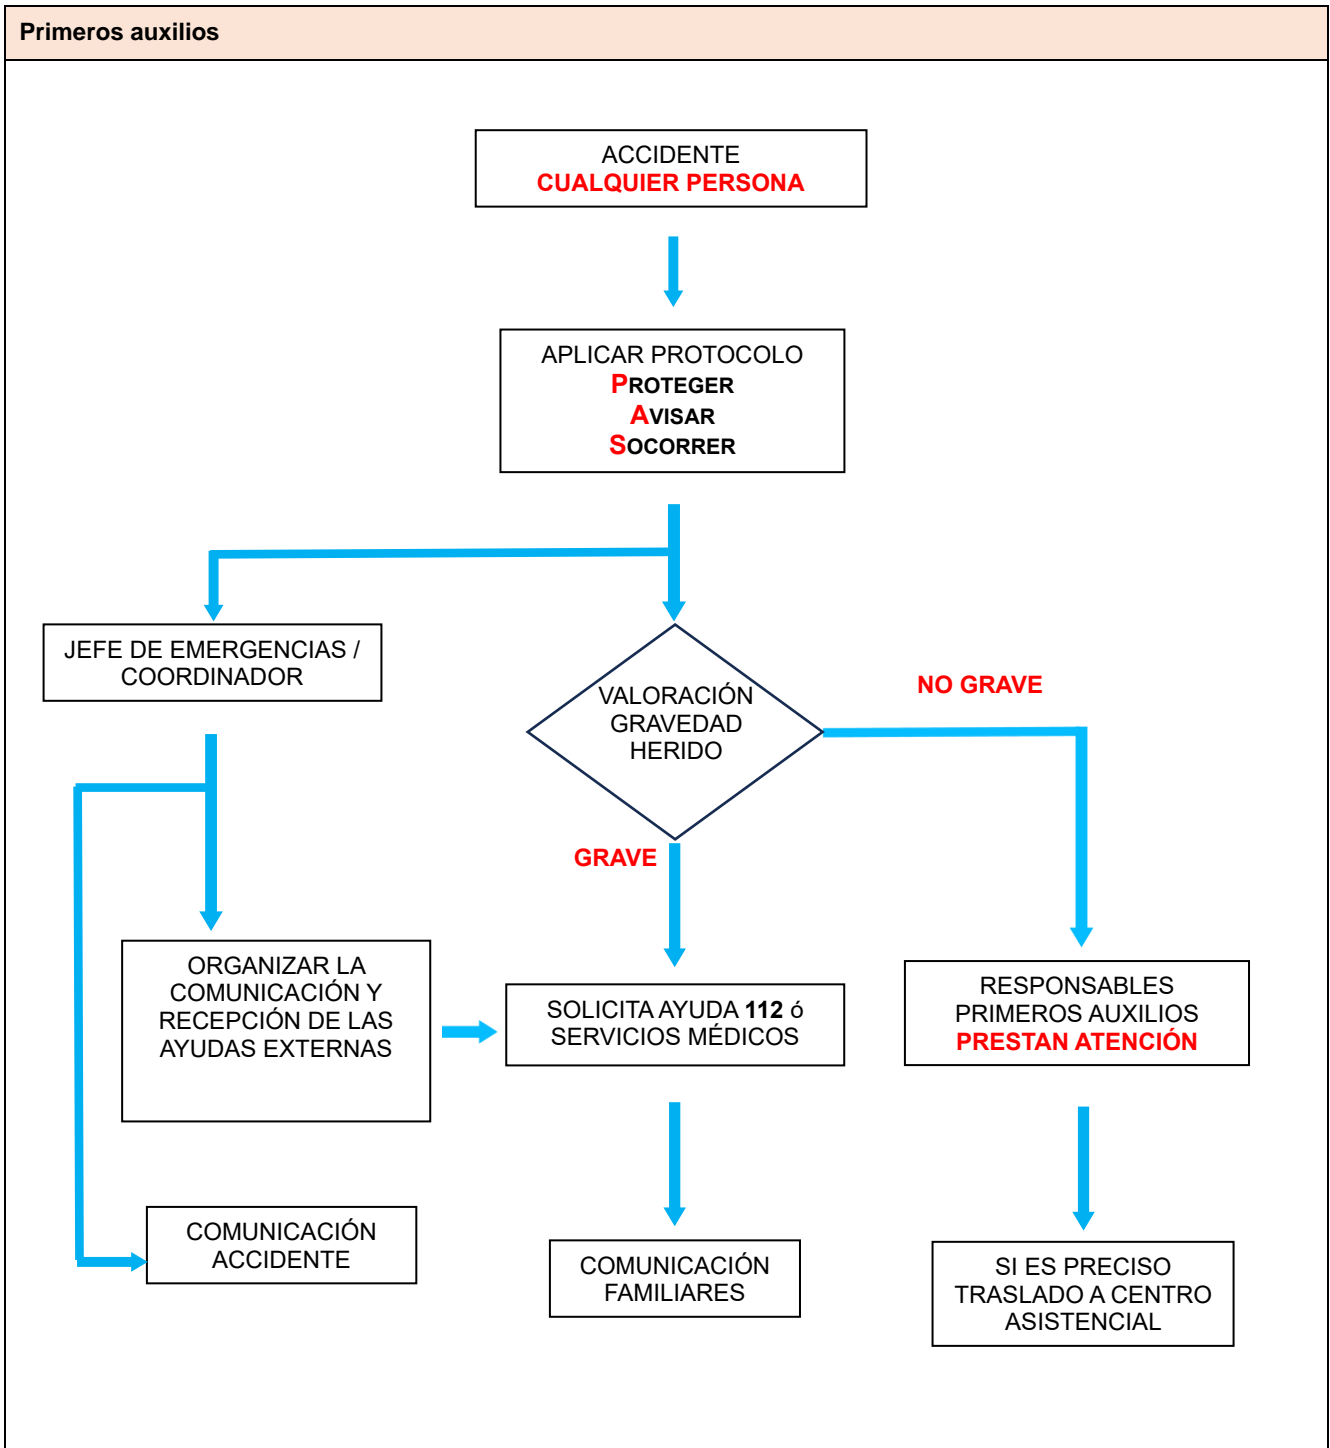 Primeros auxilios
ACCIDENTE
CUALQUIER PERSONA
APLICAR PROTOCOLO
PROTEGER
AVISAR
SOCORRER
JEFE DE EMERGENCIAS /
COORDINADOR
VALORACIÓN
GRAVEDAD
HERIDO
NO GRAVE
GRAVE
ORGANIZAR LA
COMUNICACIÓN Y
RECEPCIÓN DE LAS
AYUDAS EXTERNAS
SOLICITA AYUDA 112 ó
SERVICIOS MÉDICOS
RESPONSABLES
PRIMEROS AUXILIOS
PRESTAN ATENCIÓN
COMUNICACIÓN
ACCIDENTE
COMUNICACIÓN
FAMILIARES
SI ES PRECISO
TRASLADO A CENTRO
ASISTENCIAL